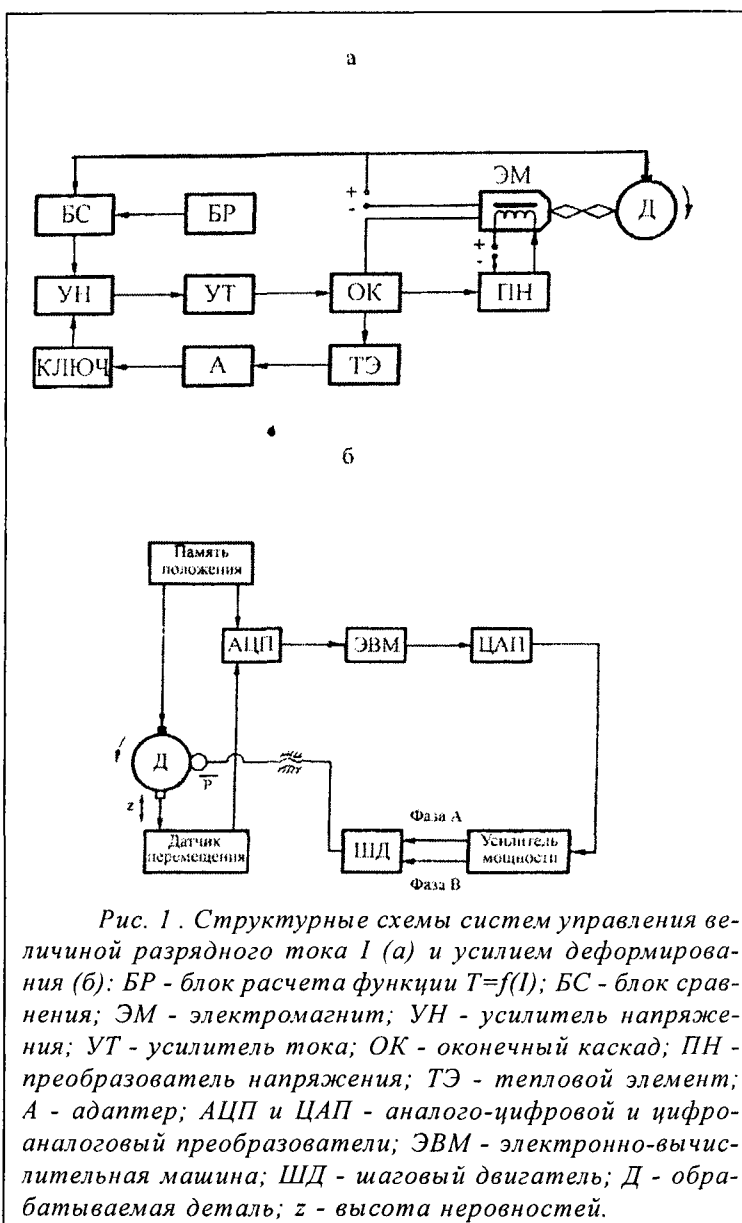 а
ЭМ
+
-
БС
БР
Д
+
-
УН
УТ
ОК
ПН
КЛЮЧ
А
ТЭ
б
Память
положения
АЦП
ЭВМ
ЦАП
Д
P
z
Фаза А
Датчик
перемещения
ШД
Усилитель
мощности
Фаза В
Рис. 1 . Структурные схемы систем управления ве-
личиной разрядного тока I (а) и усилием деформирова-
ния (б): БР - блок расчета функции T=f(I); БС - блок срав-
нения; ЭМ - электромагнит; УН - усилитель напряже-
ния; УТ - усилитель тока; ОК - оконечный каскад; ПН -
преобразователь напряжения; ТЭ - тепловой элемент;
А - адаптер; АЦП и ЦАП - аналого-цифровой и цифро-
аналоговый преобразователи; ЭВМ - электронно-вычис-
лительная машина; ШД - шаговый двигатель; Д - обра-
батываемая деталь; z - высота неровностей.